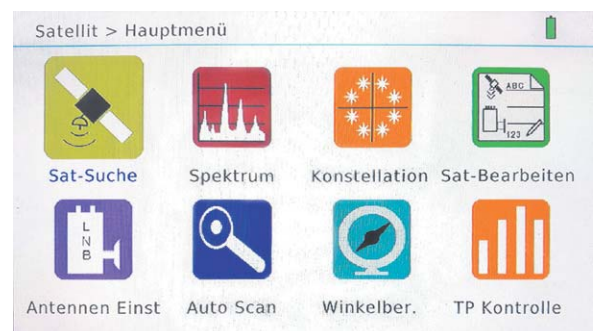 Satellit > Hauptmenü
ABC
123
Sat-Suche Spektrum Konstellation Sat-Bearbeiten
L
N
B
Antennen Einst Auto Scan Winkelber. TP Kontrolle